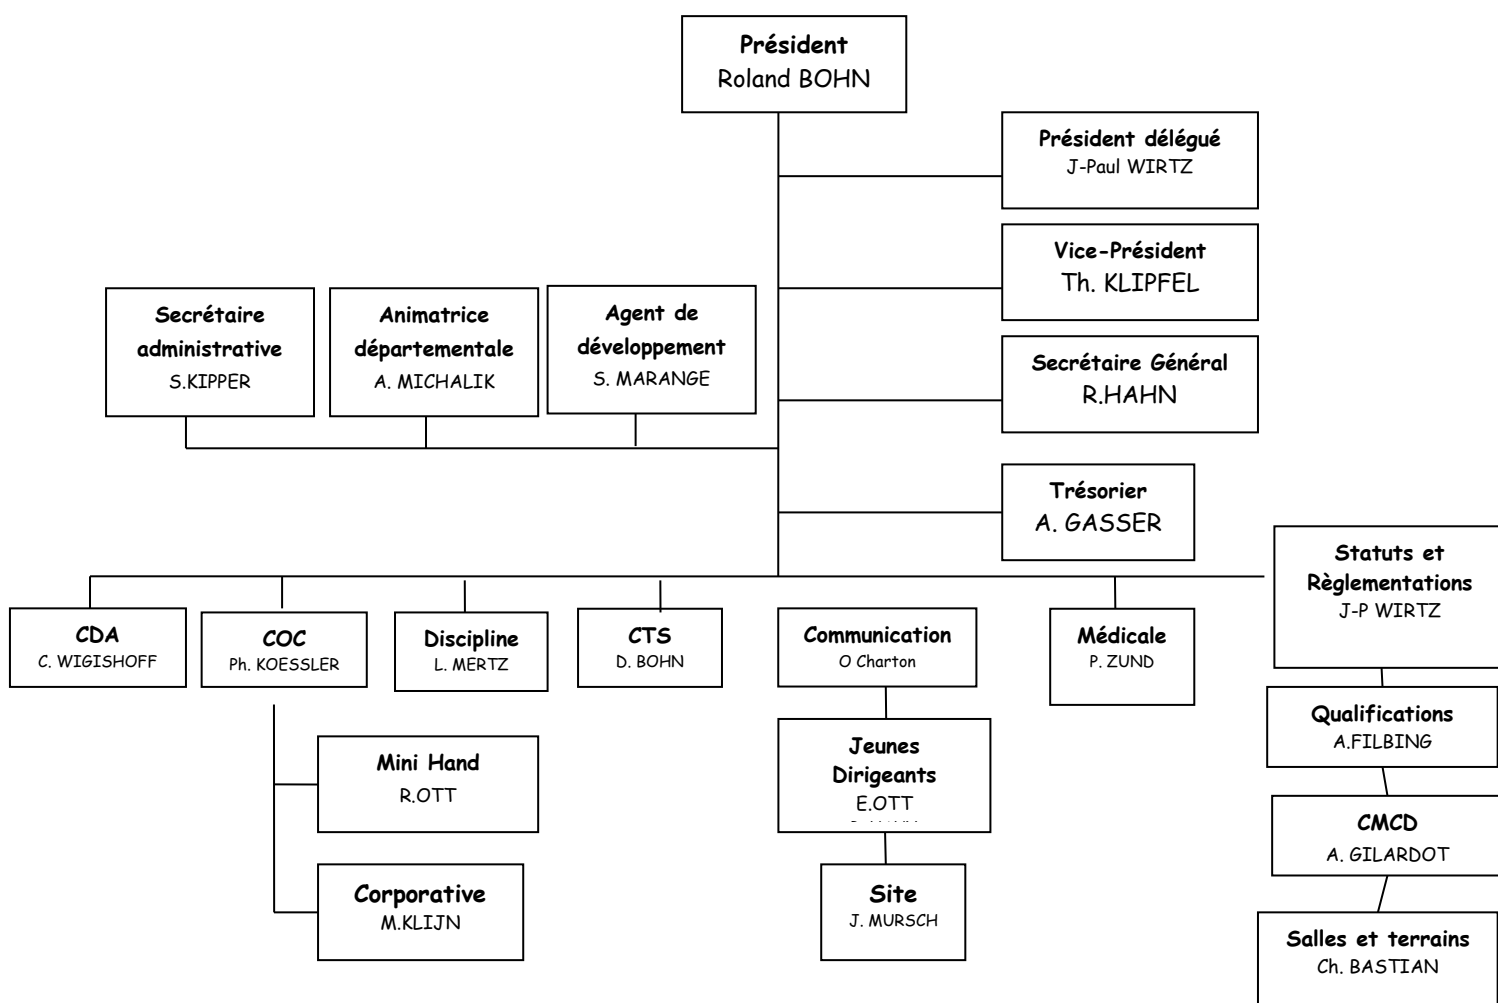 Président
Roland BOHN
Président délégué
J-Paul WIRTZ
Vice-Président
Th. KLIPFEL
Secrétaire
administrative
S.KIPPER
Animatrice
départementale
A. MICHALIK
Agent de
développement
S. MARANGE
Secrétaire Général
R.HAHN
Trésorier
A. GASSER
Statuts et
Règlementations
J-P WIRTZ
CDA
C. WIGISHOFF
COC
Ph. KOESSLER
Discipline
L. MERTZ
CTS
D. BOHN
Communication
O Charton
Médicale
P. ZUND
Qualifications
A.FILBING
Mini Hand
R.OTT
Jeunes
Dirigeants
E.OTT
CMCD
A. GILARDOT
Corporative
M.KLIJN
Site
J. MURSCH
Salles et terrains
Ch. BASTIAN